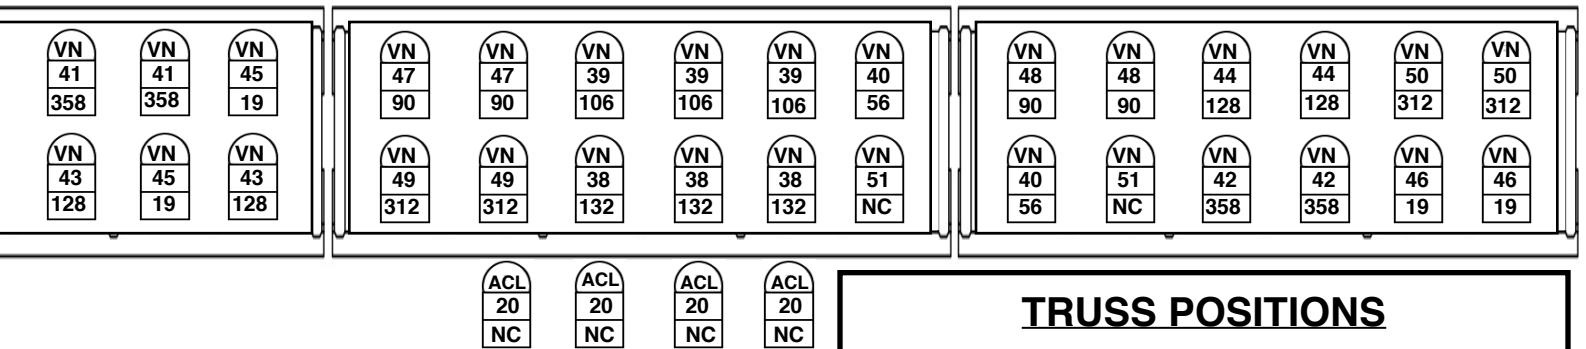 VN VN VN VN VN VN VN VN VN VN VN VN VN VN VN
41 41 45 47 47 39 39 39 40 48 48 44 44 50 50
358 358 19 90 90 106 106 106 56 90 90 128 128 312 312
VN VN VN VN VN VN VN VN VN VN VN VN VN VN VN
43 45 43 49 49 38 38 38 51 40 51 42 42 46 46
128 19 128 312 312 132 132 132 NC 56 NC 358 358 19 19
ACL ACL ACL ACL
20 20 20 20
NC NC NC NC
TRUSS POSITIONS